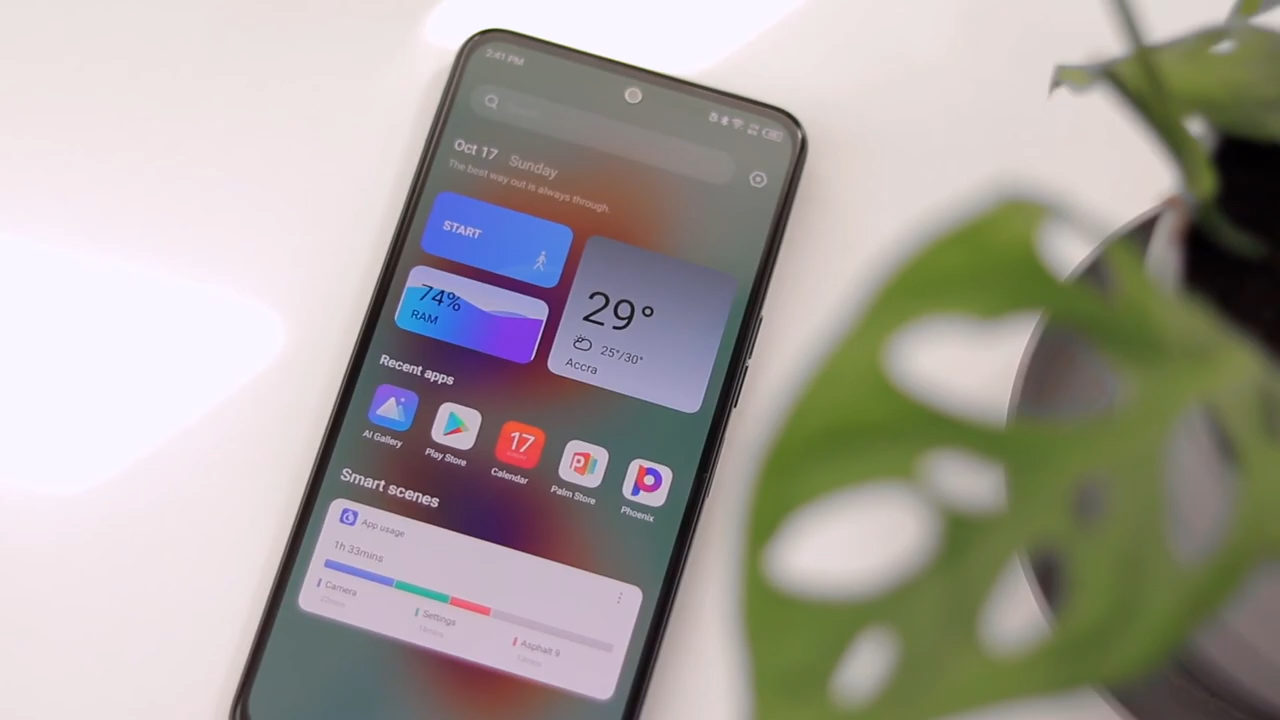 2:41 PM
Oct 17 Sunday
The best way out is always through.
START
74%
RAM
29°
25°/30°
Accra
Recent apps
AI Gallery
Play Store
17
Calendar
Palm Store
Phoenix
Smart scenes
App usage
1h 33mins
Camera
Settings
Asphalt 9